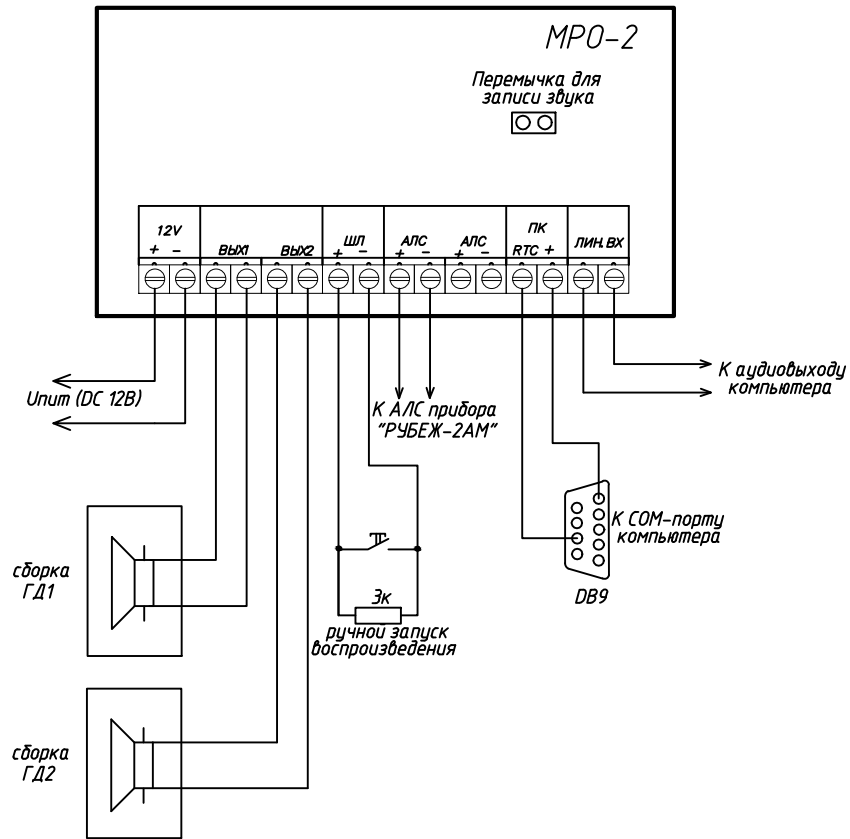 МРО-2
Перемычка для
записи звука
12V
+ -
ВЫХ1
ВЫХ2
ШЛ
+ -
АЛС
+ -
АЛС
+ -
ПК
RTC +
ЛИН. ВХ
Uпит (DC 12В)
К АЛС прибора
"РУБЕЖ-2АМ"
К аудиовыходу
компьютера
К COM-порту
компьютера
DB9
сборка
ГД1
3к
ручной запуск
воспроизведения
сборка
ГД2